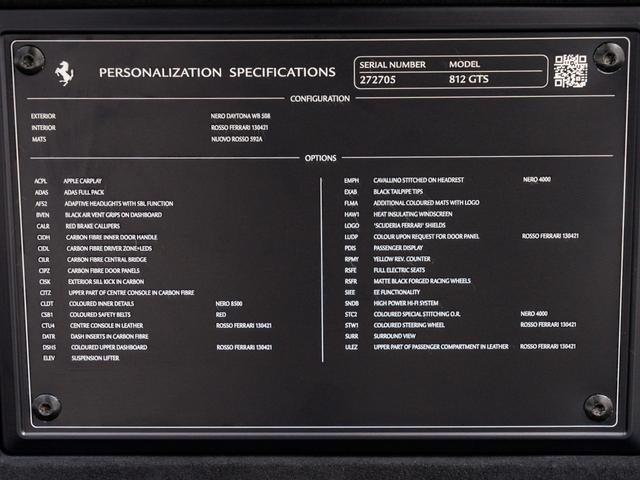 PERSONALIZATION SPECIFICATIONS
SERIAL NUMBER MODEL
272705 812 GTS
CONFIGURATION
EXTERIOR NERO DAYTONA WB 508
INTERIOR ROSSO FERRARI 130421
MATS NUOVO ROSSO 592A
OPTIONS
ACPL APPLE CARPLAY
ADAS ADAS FULL PACK
AFS2 ADAPTIVE HEADLIGHTS WITH SBL FUNCTION
BVEN BLACK AIR VENT GRIPS ON DASHBOARD
CALR RED BRAKE CALLIPERS
CIDH CARBON FIBRE INNER DOOR HANDLE
CIDL CARBON FIBRE DRIVER ZONE+LEDS
CILR CARBON FIBRE CENTRAL BRIDGE
CIPZ CARBON FIBRE DOOR PANELS
CISK EXTERIOR SILL KICK IN CARBON
CITZ UPPER PART OF CENTRE CONSOLE IN CARBON FIBRE
CLDT COLOURED INNER DETAILS NERO 8500
CSB1 COLOURED SAFETY BELTS RED
CTU4 CENTRE CONSOLE IN LEATHER ROSSO FERRARI 130421
DATR DASH INSERTS IN CARBON FIBRE
DSH5 COLOURED UPPER DASHBOARD ROSSO FERRARI 130421
ELEV SUSPENSION LIFTER
EMPH CAVALLINO STITCHED ON HEADREST NERO 4000
EXAB BLACK TAILPIPE TIPS
FLMA ADDITIONAL COLOURED MATS WITH LOGO
HAW1 HEAT INSULATING WINDSCREEN
LOGO 'SCUDERIA FERRARI' SHIELDS
LUDP COLOUR UPON REQUEST FOR DOOR PANEL ROSSO FERRARI 130421
PDIS PASSENGER DISPLAY
RPMY YELLOW REV. COUNTER
RSFE FULL ELECTRIC SEATS
RSFR MATTE BLACK FORGED RACING WHEELS
SIEE EE FUNCTIONALITY
SNDB HIGH POWER HI-FI SYSTEM
STC2 COLOURED SPECIAL STITCHING O.R. NERO 4000
STW1 COLOURED STEERING WHEEL ROSSO FERRARI 130421
SURR SURROUND VIEW
ULEZ UPPER PART OF PASSENGER COMPARTMENT IN LEATHER ROSSO FERRARI 130421